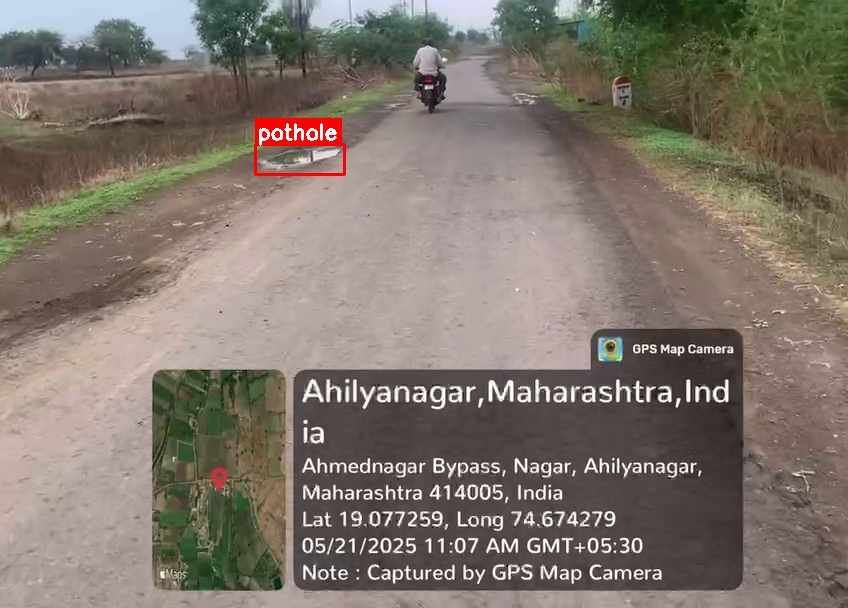 pothole
GPS Map Camera
Ahilyanagar,Maharashtra,Ind
ia
Ahmednagar Bypass, Nagar, Ahilyanagar,
Maharashtra 414005, India
Lat 19.077259, Long 74.674279
05/21/2025 11:07 AM GMT+05:30
Note : Captured by GPS Map Camera
Maps